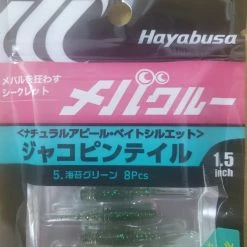 Hayabusa
メバルを狂わす
シークレット
メバクルー
<ナチュラルアピール・ベイトシルエット>
ジャコピンテイル
5.海苔グリーン 8Pcs
1.5
inch